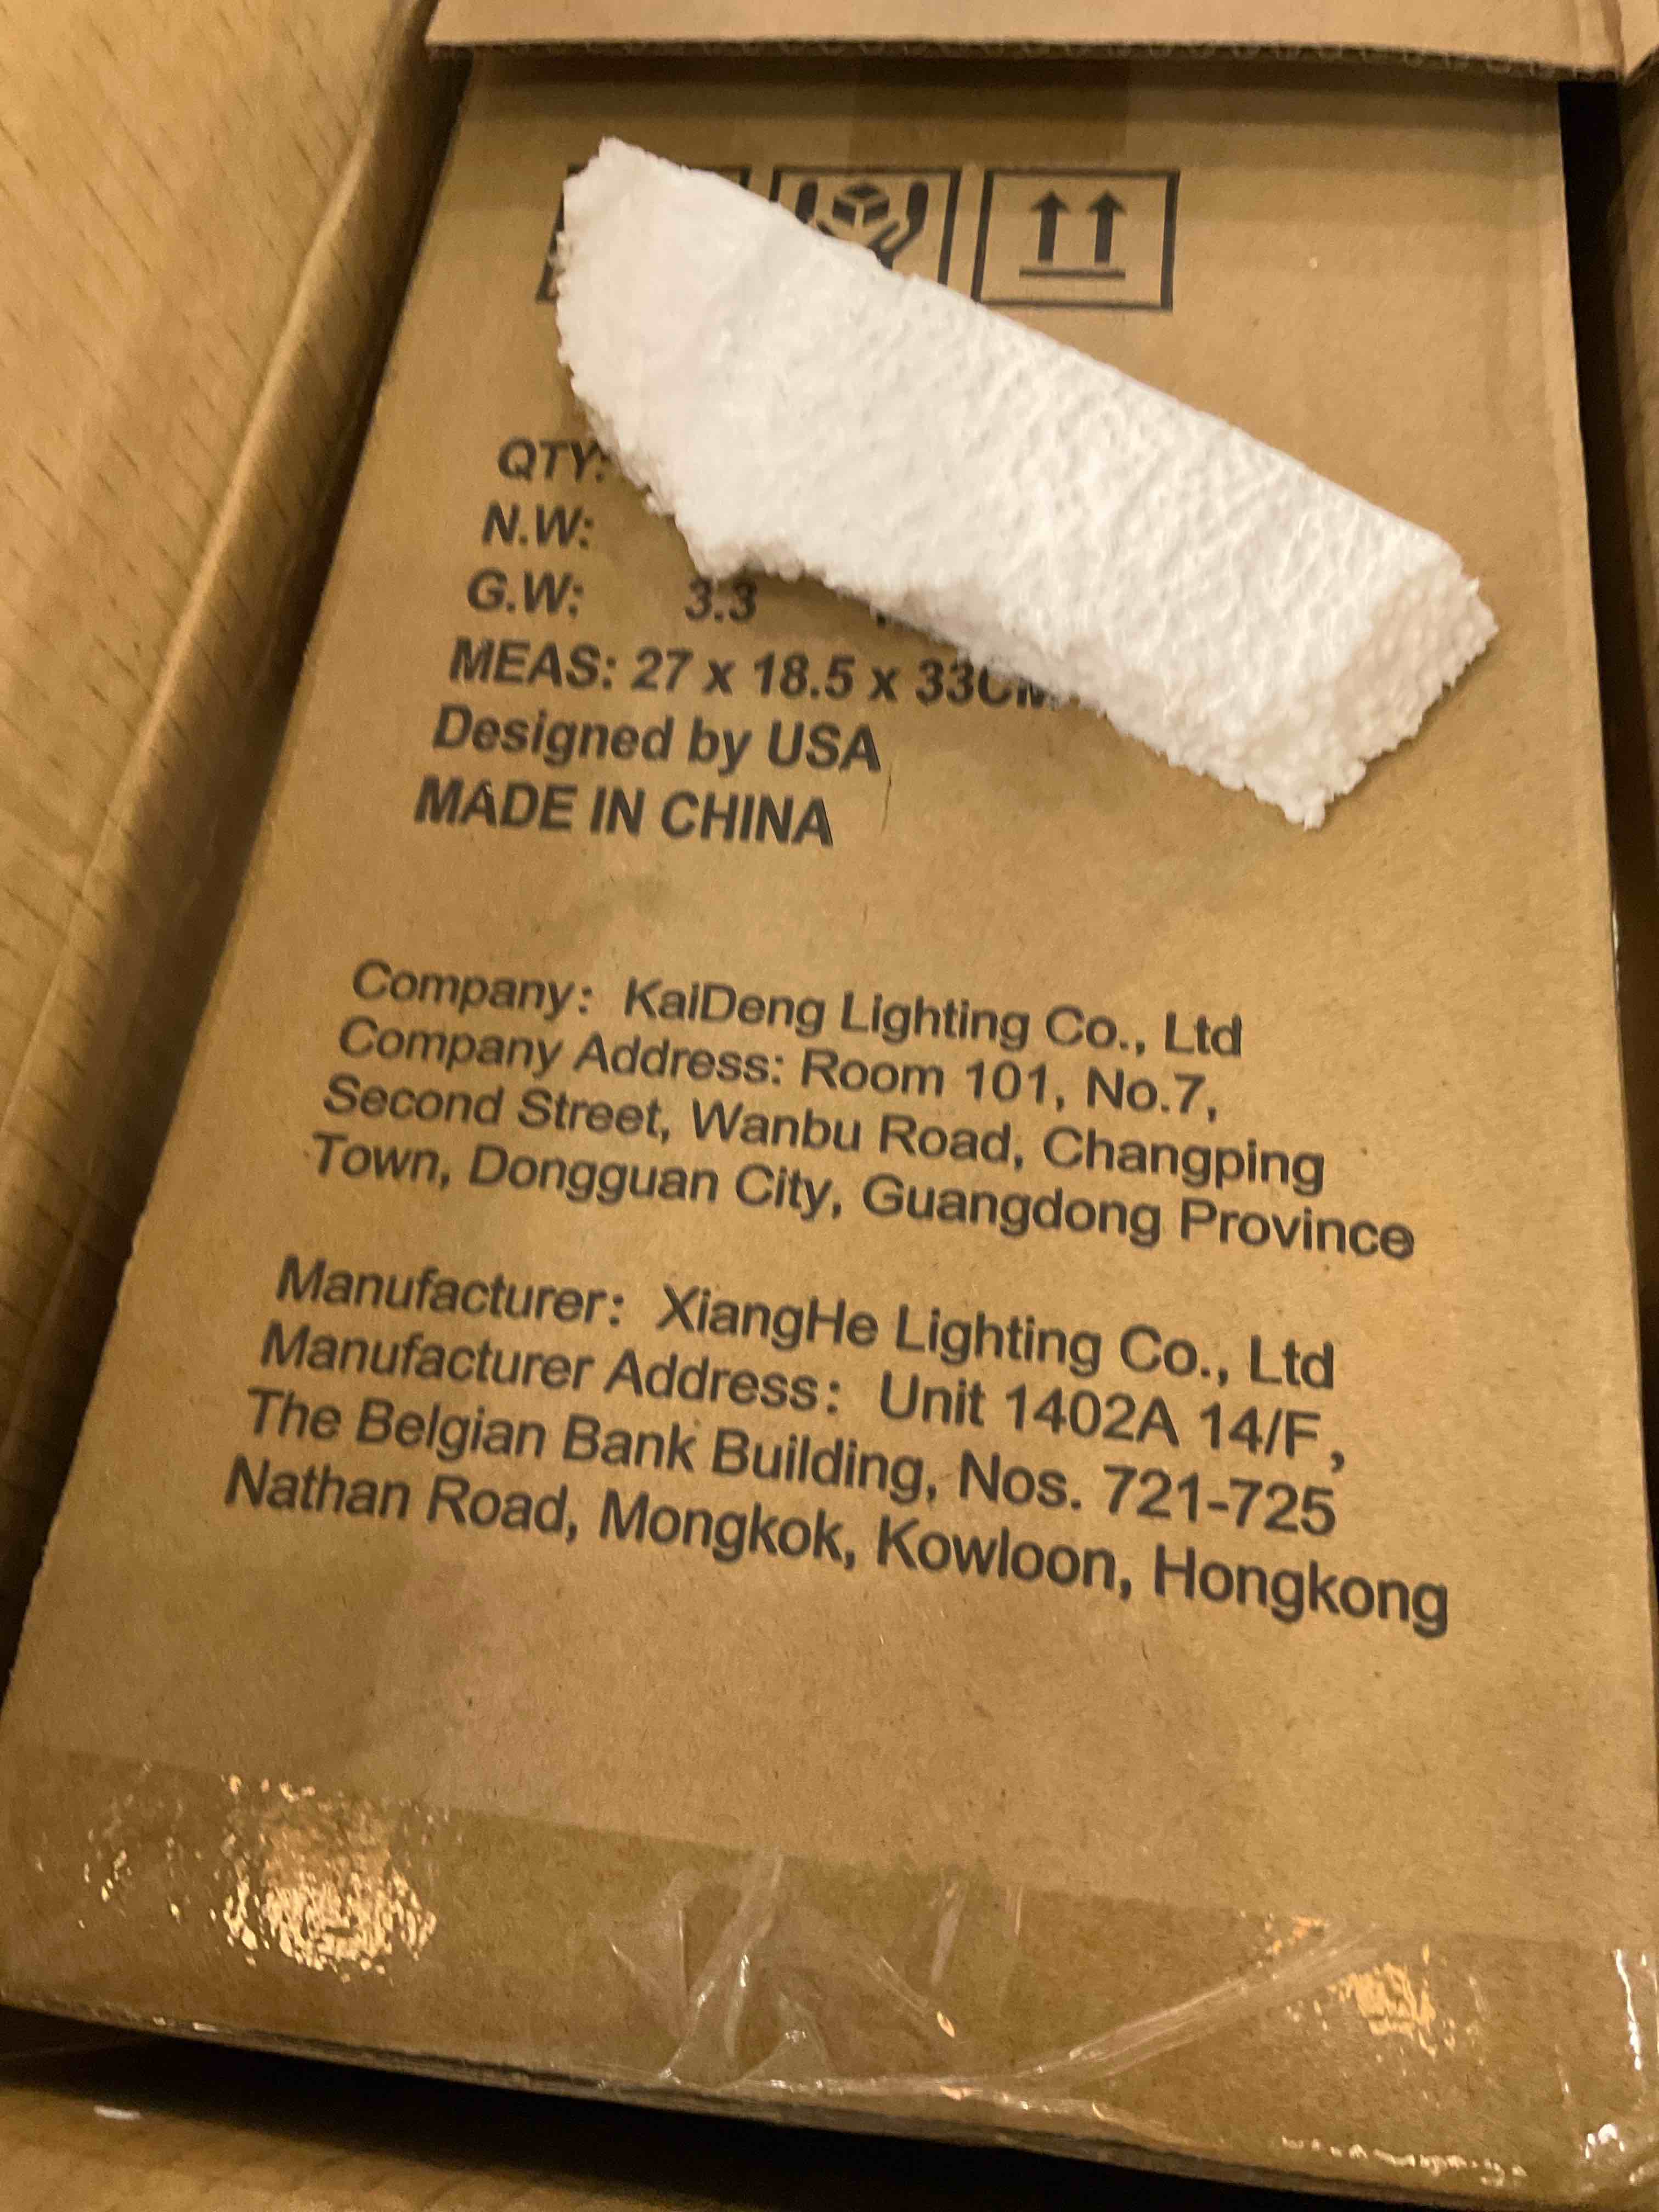 QTY:
N.W:
G.W: 3.3
MEAS: 27 x 18.5 x 33CM
Designed by USA
MADE IN CHINA
Company: KaiDeng Lighting Co., Ltd
Company Address: Room 101, No.7,
Second Street, Wanbu Road, Changping
Town, Dongguan City, Guangdong Province
Manufacturer: XiangHe Lighting Co., Ltd
Manufacturer Address: Unit 1402A 14/F,
The Belgian Bank Building, Nos. 721-725
Nathan Road, Mongkok, Kowloon, Hongkong